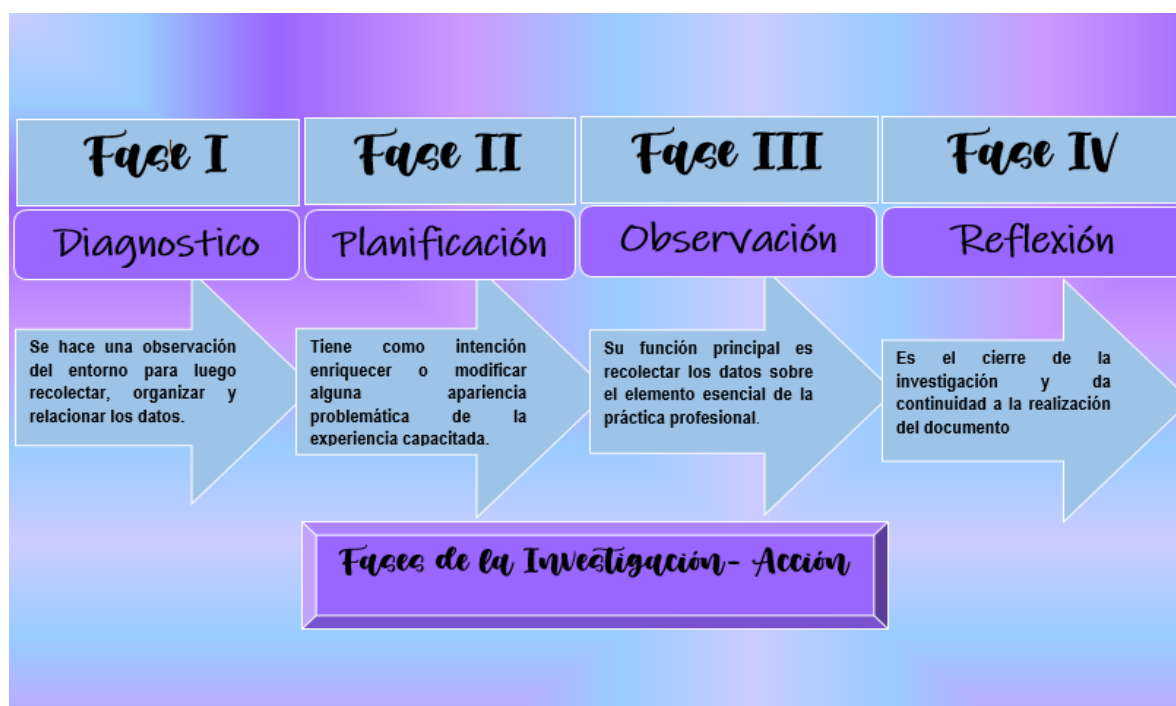 Fase I
Fase II
Fase III
Fase IV
Diagnostico
Planificación
Observación
Reflexión
Se hace una observación
del entorno para luego
recolectar, organizar y
relacionar los datos.
Tiene como intención
enriquecer o modificar
alguna apariencia
problemática de la
experiencia capacitada.
Su función principal es
recolectar los datos sobre
el elemento esencial de la
práctica profesional.
Es el cierre de la
investigación y da
continuidad a la realización
del documento
Fases de la Investigación- Acción